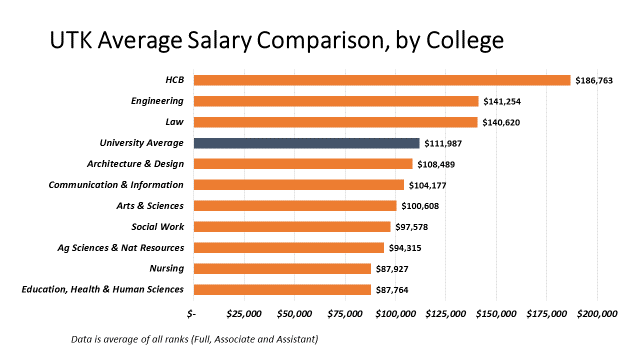 UTK Average Salary Comparison, by College
HCB $186,763
Engineering $141,254
Law $140,620
University Average $111,987
Architecture & Design $108,489
Communication & Information $104,177
Arts & Sciences $100,608
Social Work $97,578
Ag Sciences & Nat Resources $94,315
Nursing $87,927
Education, Health & Human Sciences $87,764
$- $25,000 $50,000 $75,000 $100,000 $125,000 $150,000 $175,000 $200,000
Data is average of all ranks (Full, Associate and Assistant)